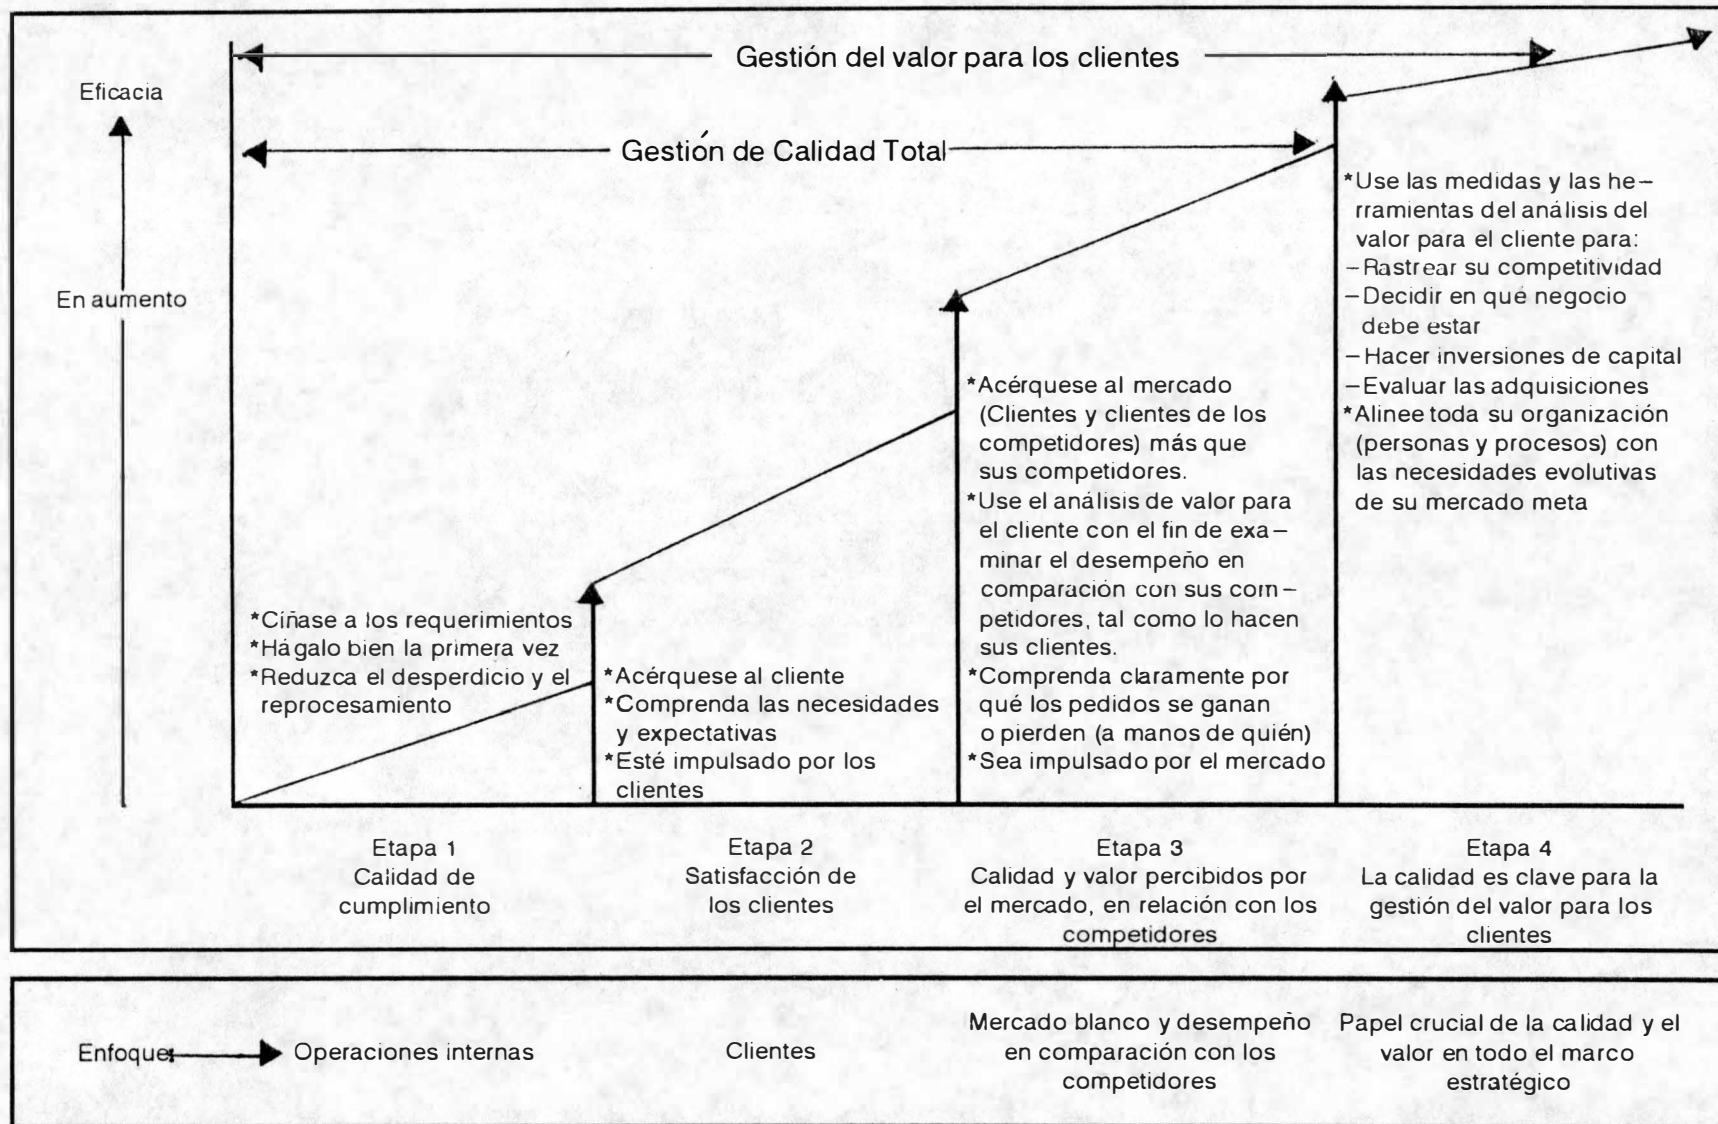 Gestión del valor para los clientes
Eficacia
Gestión de Calidad Total
En aumento
*Ciñase a los requerimientos
*Hágalo bien la primera vez
*Reduzca el desperdicio y el
reprocesamiento
*Acérquese al cliente
*Comprenda las necesidades
y expectativas
*Esté impulsado por los
clientes
*Acérquese al mercado
(Clientes y clientes de los
competidores) más que
sus competidores.
*Use el análisis de valor para
el cliente con el fin de exa–
minar el desempeño en
comparación con sus com–
petidores, tal como lo hacen
sus clientes.
*Comprenda claramente por
qué los pedidos se ganan
o pierden (a manos de quién)
*Sea impulsado por el mercado
*Use las medidas y las he–
rramientas del análisis del
valor para el cliente para:
–Rastrear su competitividad
–Decidir en qué negocio
debe estar
–Hacer inversiones de capital
–Evaluar las adquisiciones
*Alinee toda su organización
(personas y procesos) con
las necesidades evolutivas
de su mercado meta
Etapa 1
Calidad de
cumplimiento
Etapa 2
Satisfacción de
los clientes
Etapa 3
Calidad y valor percibidos por
el mercado, en relación con los
competidores
Etapa 4
La calidad es clave para la
gestión del valor para los
clientes
Enfoque
Operaciones internas
Clientes
Mercado blanco y desempeño
en comparación con los
competidores
Papel crucial de la calidad y el
valor en todo el marco
estratégico